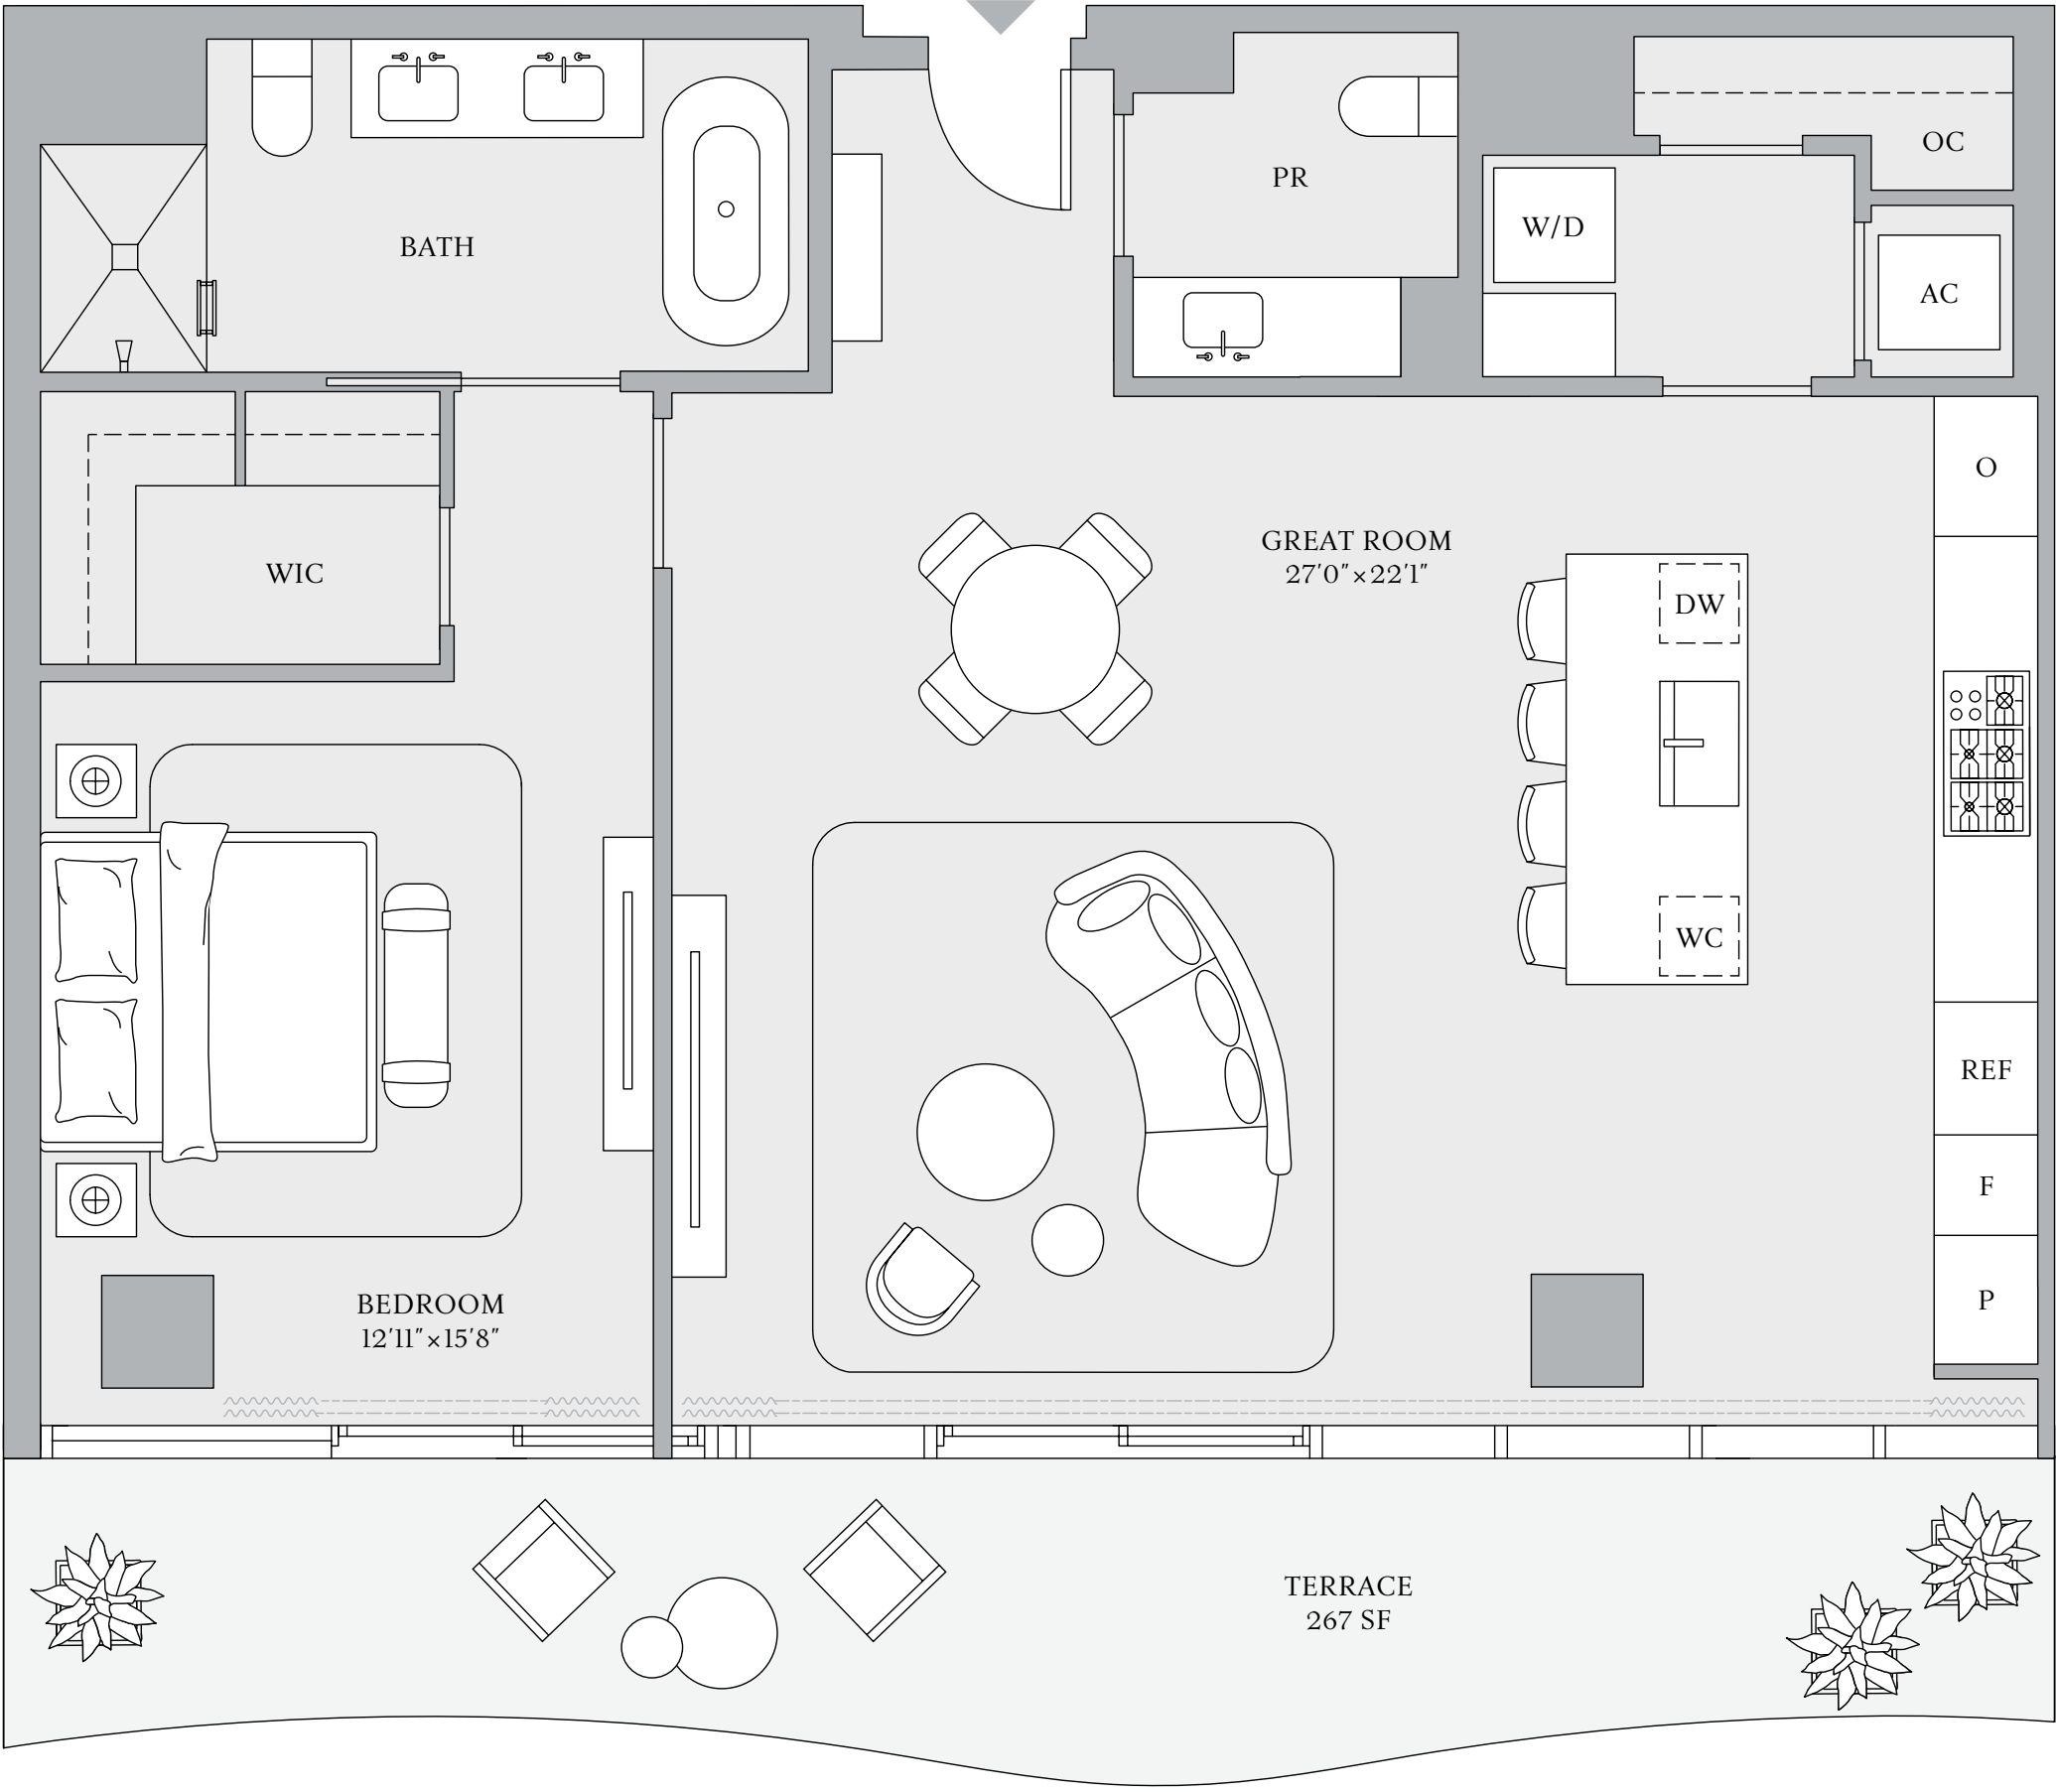 OC
PR
W/D
BATH
AC
O
GREAT ROOM
27'0"×22'1"
WIC
DW
WC
REF
F
P
BEDROOM
12'11"×15'8"
TERRACE
267 SF